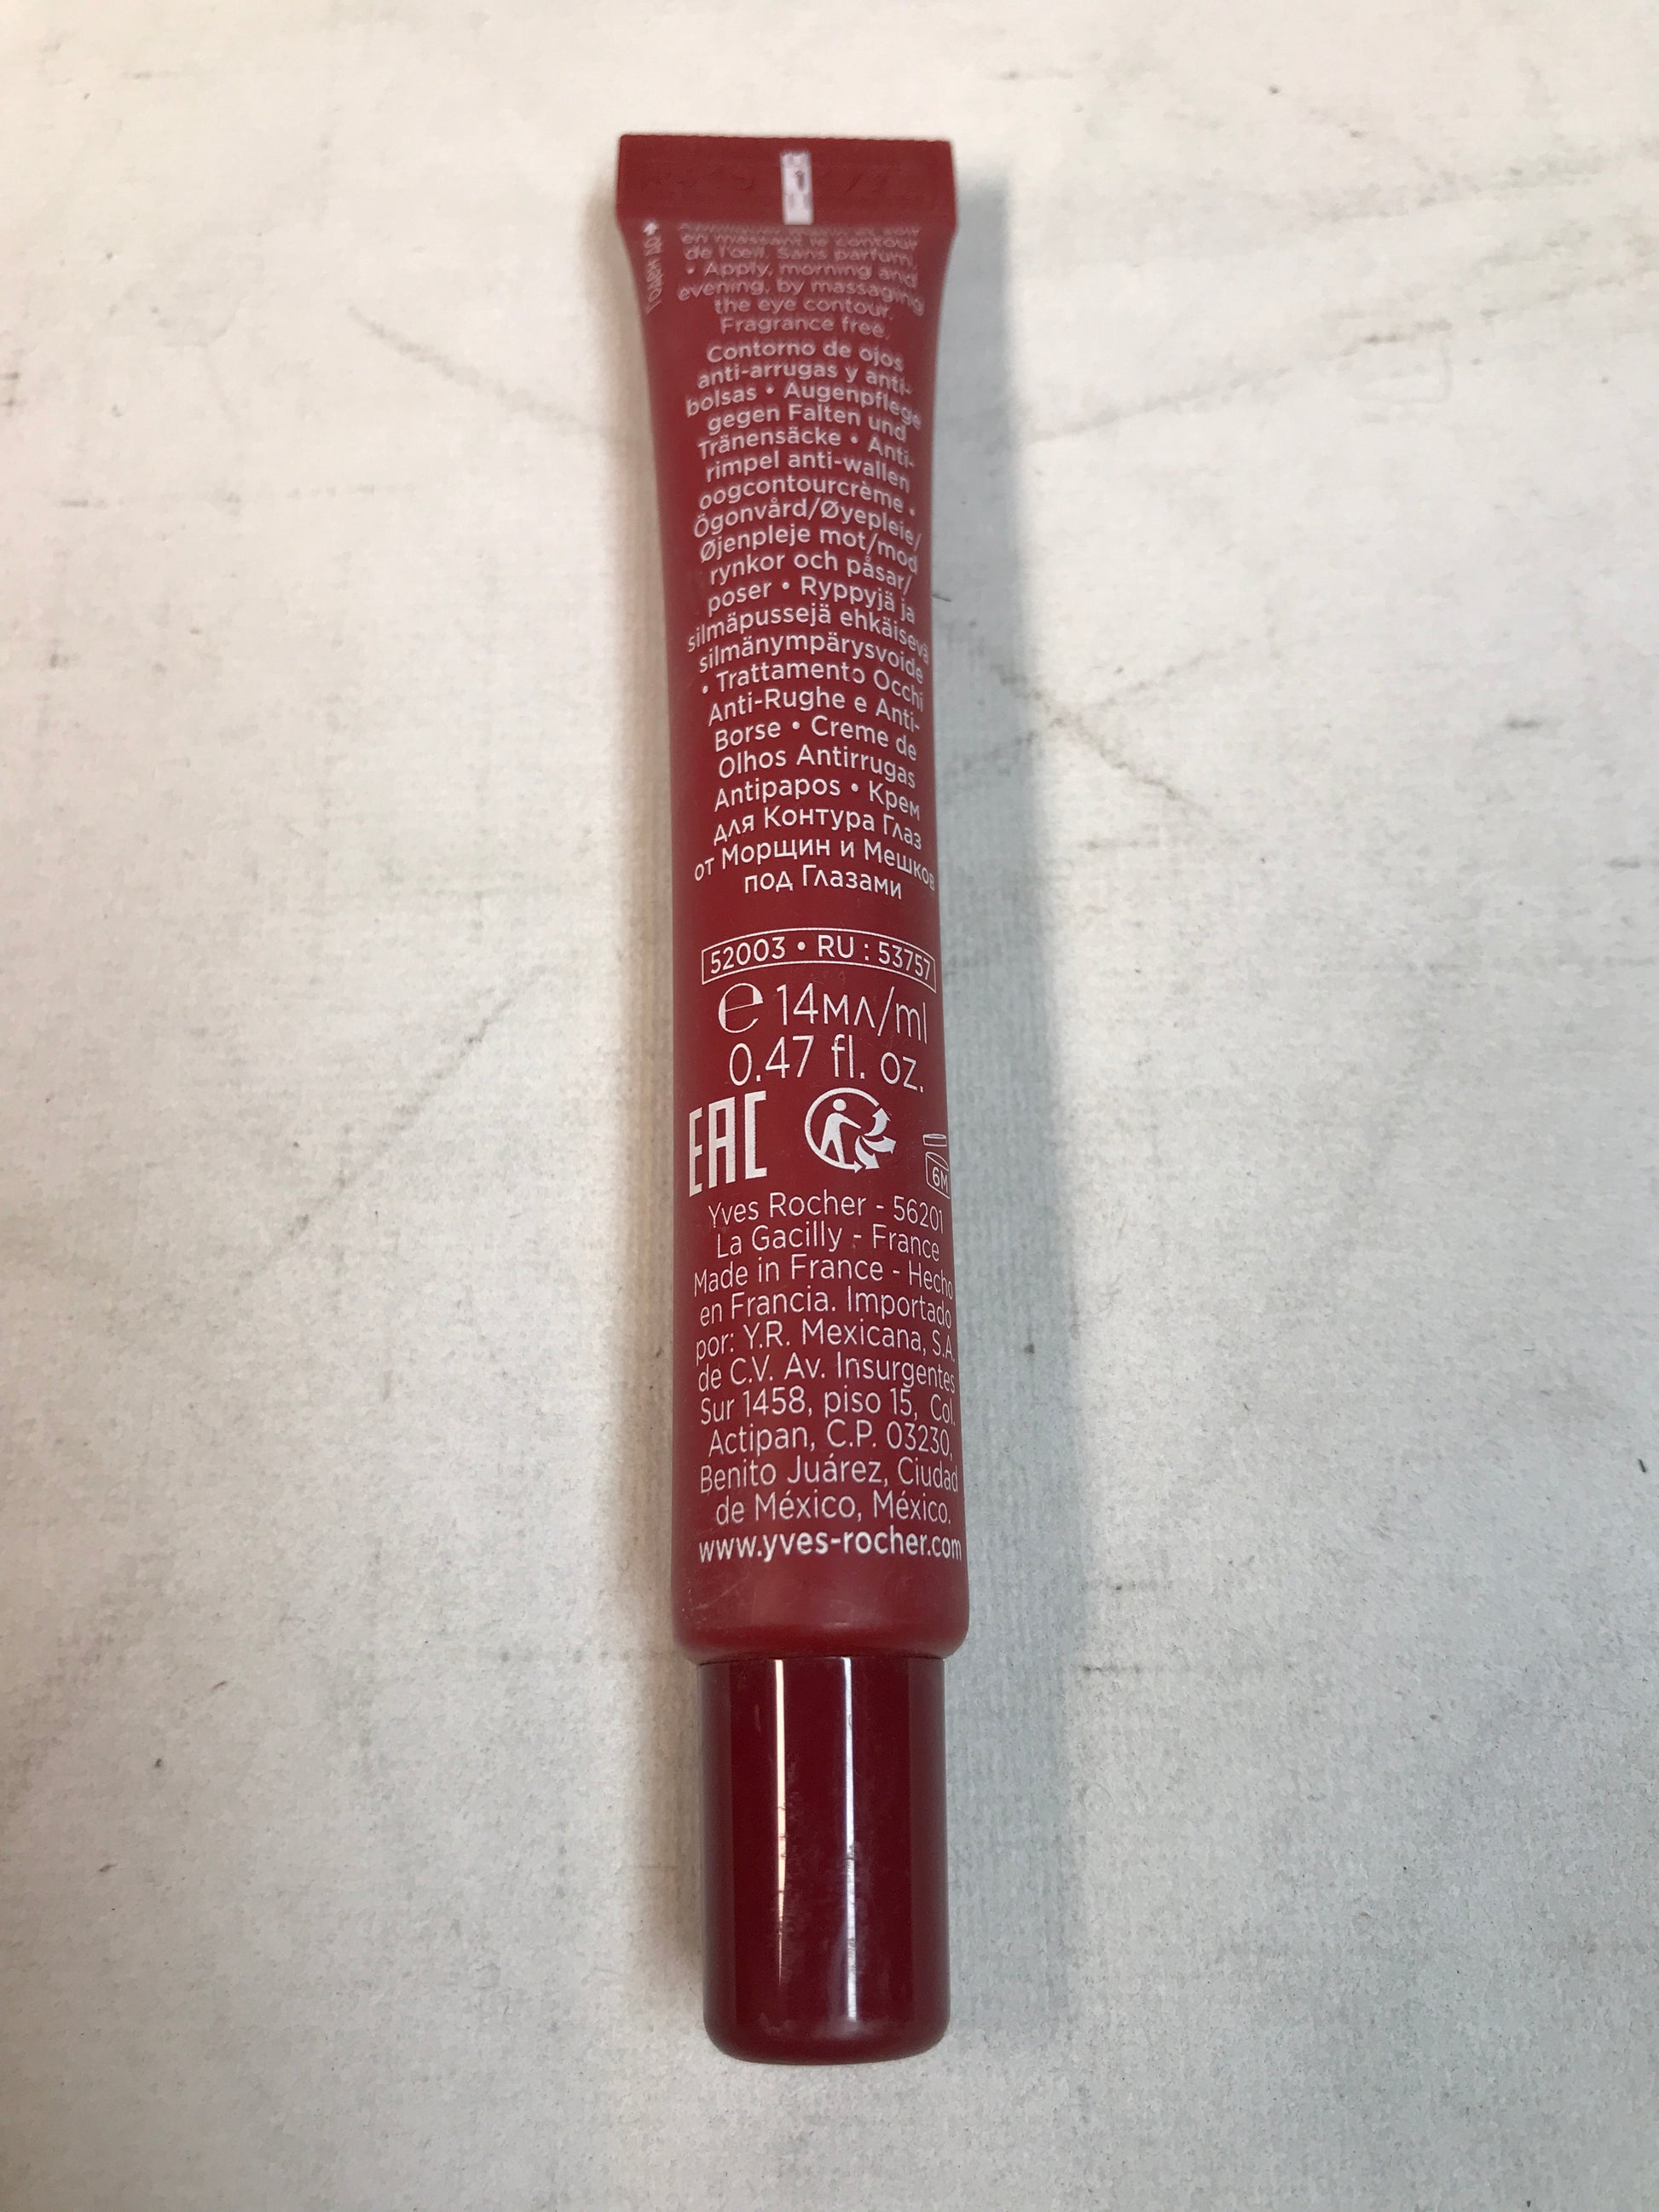 en massant le contour
de l'œil. Sans parfum.
• Apply, morning and
evening, by massaging
the eye contour.
Fragrance free.
Contorno de ojos
anti-arrugas y anti-
bolsas • Augenpflege
gegen Falten und
Tränensäcke • Anti-
rimpel anti-wallen
oogcontourcrème •
Ögonvård/Øyepleie/
Øjenpleje mot/mod
rynkor och påsar/
poser • Ryppyjä ja
silmäpussejä ehkäisevä
silmänympärysvoide
• Trattamento Occhi
Anti-Rughe e Anti-
Borse • Creme de
Olhos Antirrugas
Antipapos • Крем
для Контура Глаз
от Морщин и Мешков
под Глазами
52003 • RU : 53757
e 14мл/ml
0.47 fl. oz.
EAC
6M
Yves Rocher - 56201
La Gacilly - France
Made in France - Hecho
en Francia. Importado
por: Y.R. Mexicana, S.A.
de C.V. Av. Insurgentes
Sur 1458, piso 15, Col.
Actipan, C.P. 03230,
Benito Juárez, Ciudad
de México, México.
www.yves-rocher.com